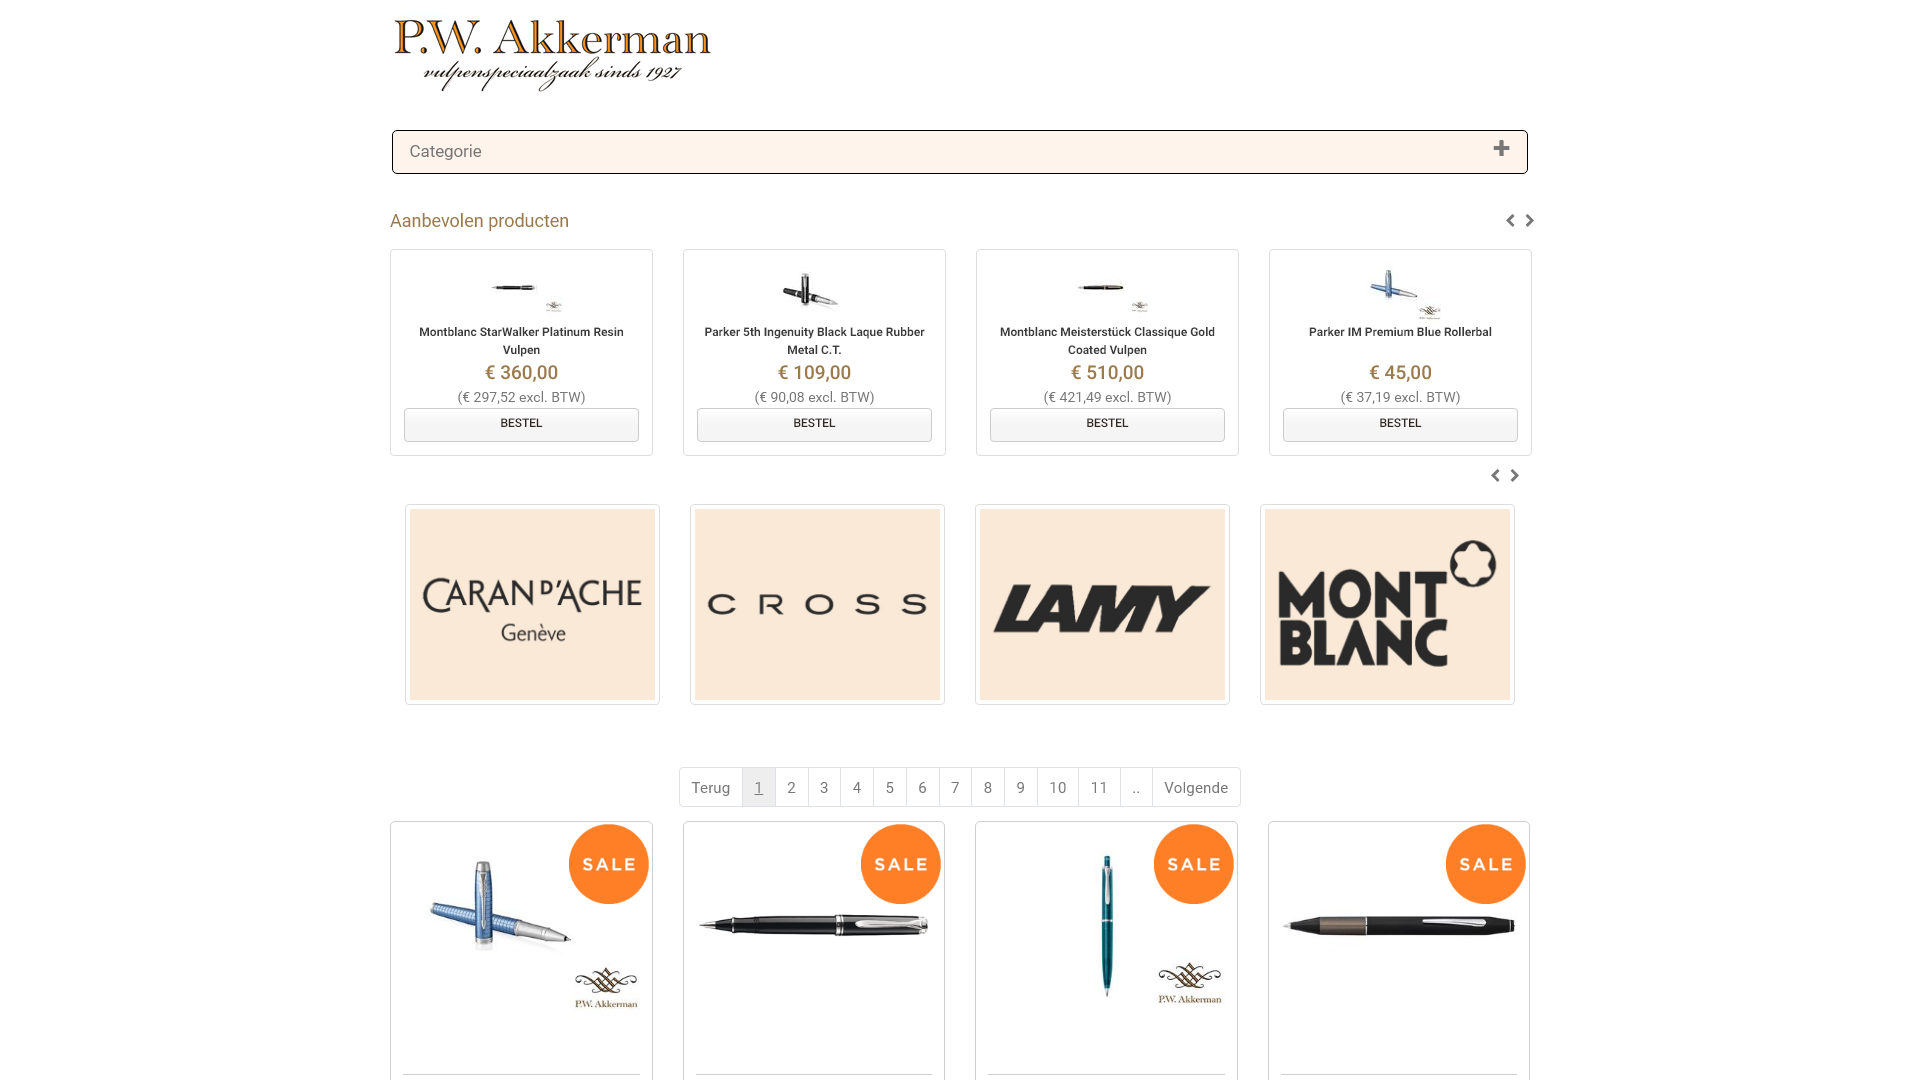 P.W. Akkerman
vulpenspeciaalzaak sinds 1927
Categorie
Aanbevolen producten
Montblanc StarWalker Platinum Resin
Vulpen
€ 360,00
(€ 297,52 excl. BTW)
BESTEL
Parker 5th Ingenuity Black Laque Rubber
Metal C.T.
€ 109,00
(€ 90,08 excl. BTW)
BESTEL
Montblanc Meisterstück Classique Gold
Coated Vulpen
€ 510,00
(€ 421,49 excl. BTW)
BESTEL
Parker IM Premium Blue Rollerbal
€ 45,00
(€ 37,19 excl. BTW)
BESTEL
CARAN D'ACHE
Genève
CROSS
LAMY
MONT
BLANC
Terug 1 2 3 4 5 6 7 8 9 10 11 .. Volgende
SALE
P.W. Akkerman
SALE
SALE
P.W. Akkerman
SALE